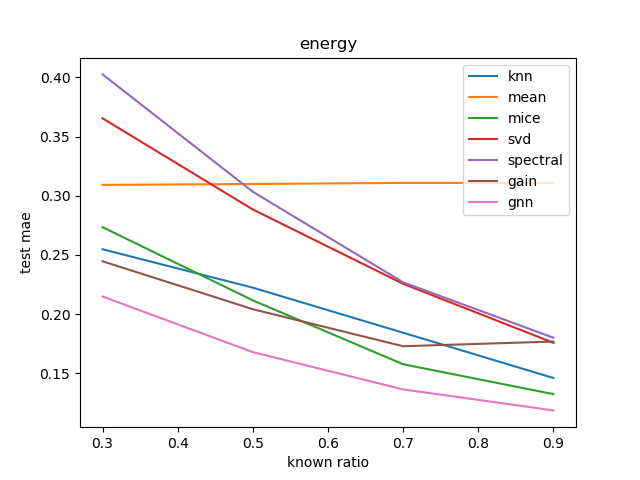 energy
test mae
0.40
0.35
0.30
0.25
0.20
0.15
knn
mean
mice
svd
spectral
gain
gnn
0.3 0.4 0.5 0.6 0.7 0.8 0.9
known ratio